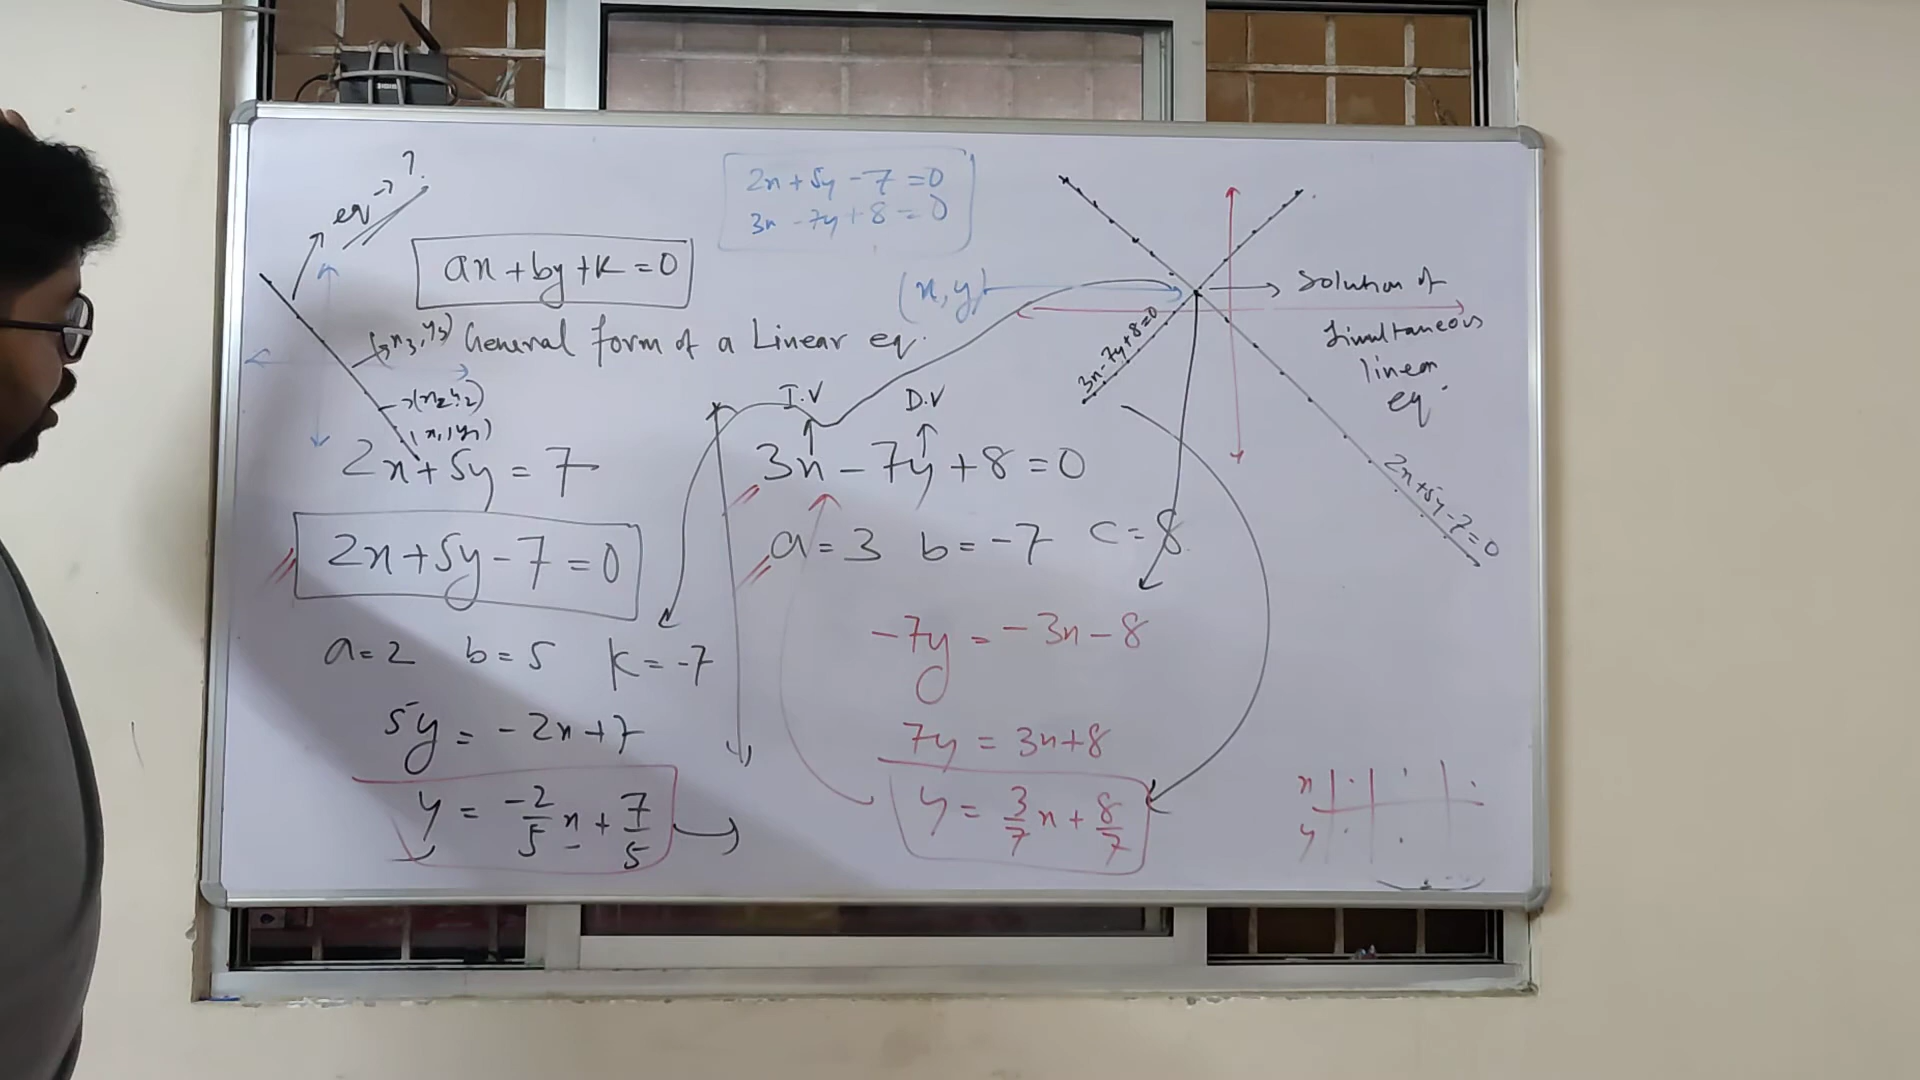 eqⁿ → ?
ax + by + k = 0
General form of a Linear eq.
(x3, y3)
(x2, y2)
(x1, y1)
2x + 5y = 7
2x + 5y - 7 = 0
a = 2 b = 5 k = -7
5y = -2x + 7
y = -2/5 x + 7/5
2x + 5y - 7 = 0
3x - 7y + 8 = 0
(x, y)
I.V D.V
3x - 7y + 8 = 0
a = 3 b = -7 c = 8
-7y = -3x - 8
7y = 3x + 8
y = 3/7 x + 8/7
3x - 7y + 8 = 0
Solution of
Simultaneous
linear
eqⁿ
2x + 5y - 7 = 0
x
y